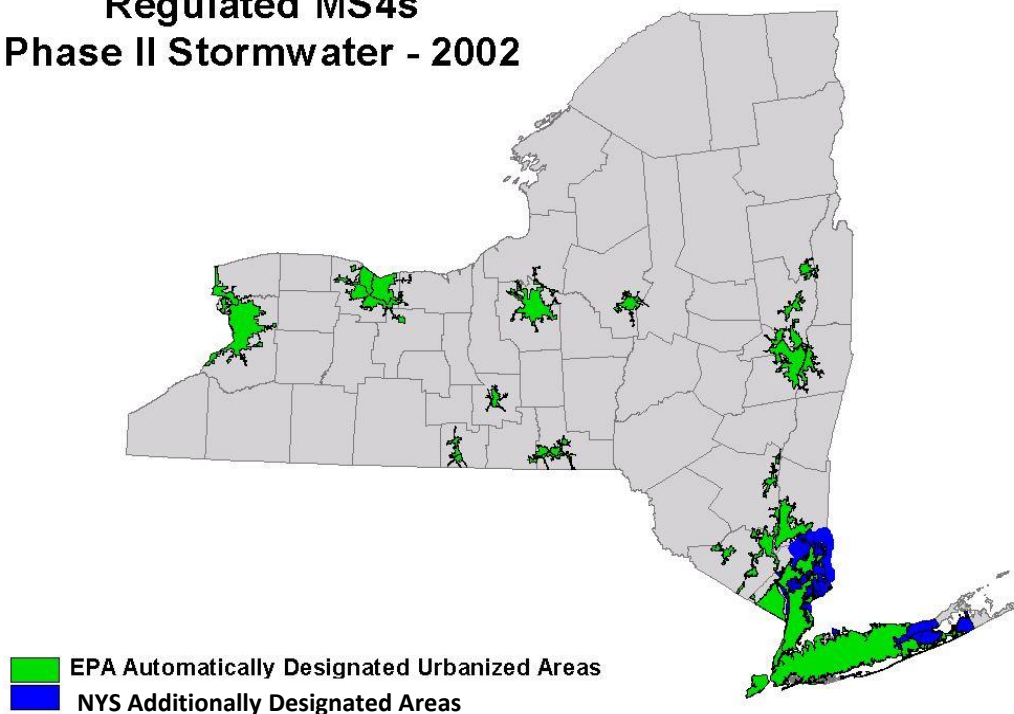 Regulated MS4s
Phase II Stormwater - 2002
EPA Automatically Designated Urbanized Areas
NYS Additionally Designated Areas